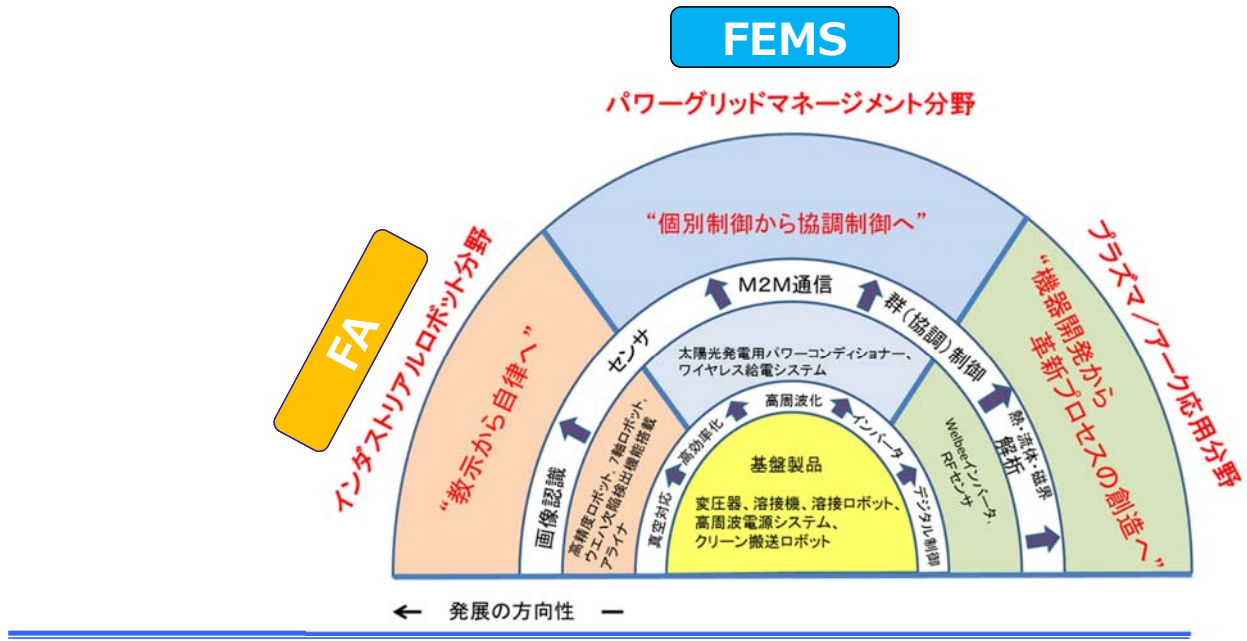 FEMS
パワーグリッドマネージメント分野
“個別制御から協調制御へ”
FA
インダストリアルロボット分野
“教示から自律へ”
プラズマ／アーク応用分野
“機器開発から
革新プロセスの創造へ”
画像認識
センサ
M2M通信
群（協調）制御
熱・流体・磁界
解析
高精度ロボット、7軸ロボット、
ウエハ欠陥検出機能搭載
アライナ
太陽光発電用パワーコンディショナー、
ワイヤレス給電システム
Welbeeインバータ、
RFセンサ
真空対応
高効率化
高周波化
インバータ
デジタル制御
基盤製品
変圧器、溶接機、溶接ロボット、
高周波電源システム、
クリーン搬送ロボット
← 発展の方向性 ―